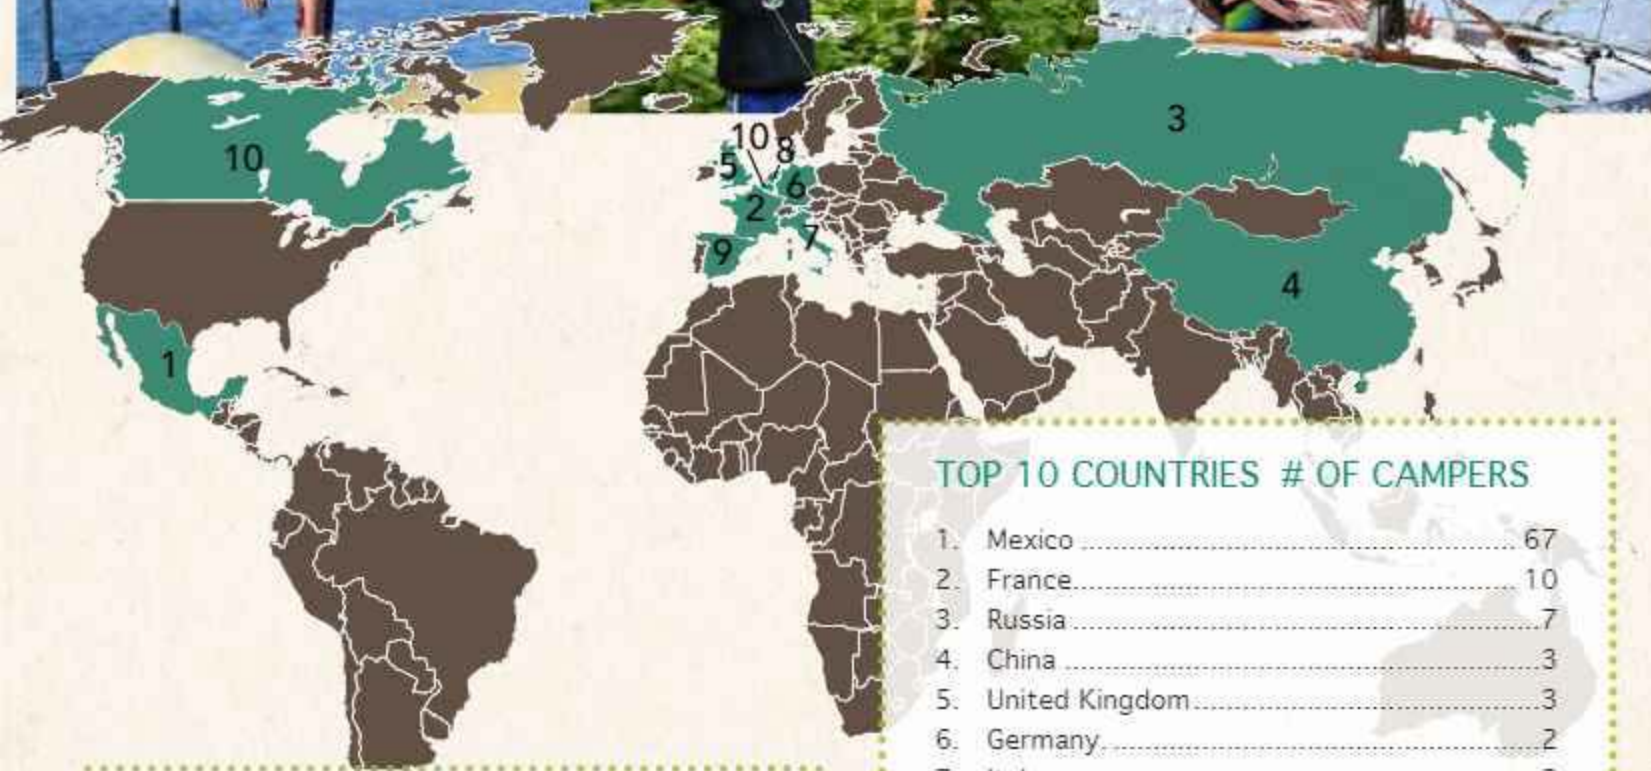 10
3
10
8
5
6
2
7
9
4
1
TOP 10 COUNTRIES # OF CAMPERS
1. Mexico 67
2. France 10
3. Russia 7
4. China 3
5. United Kingdom 3
6. Germany 2